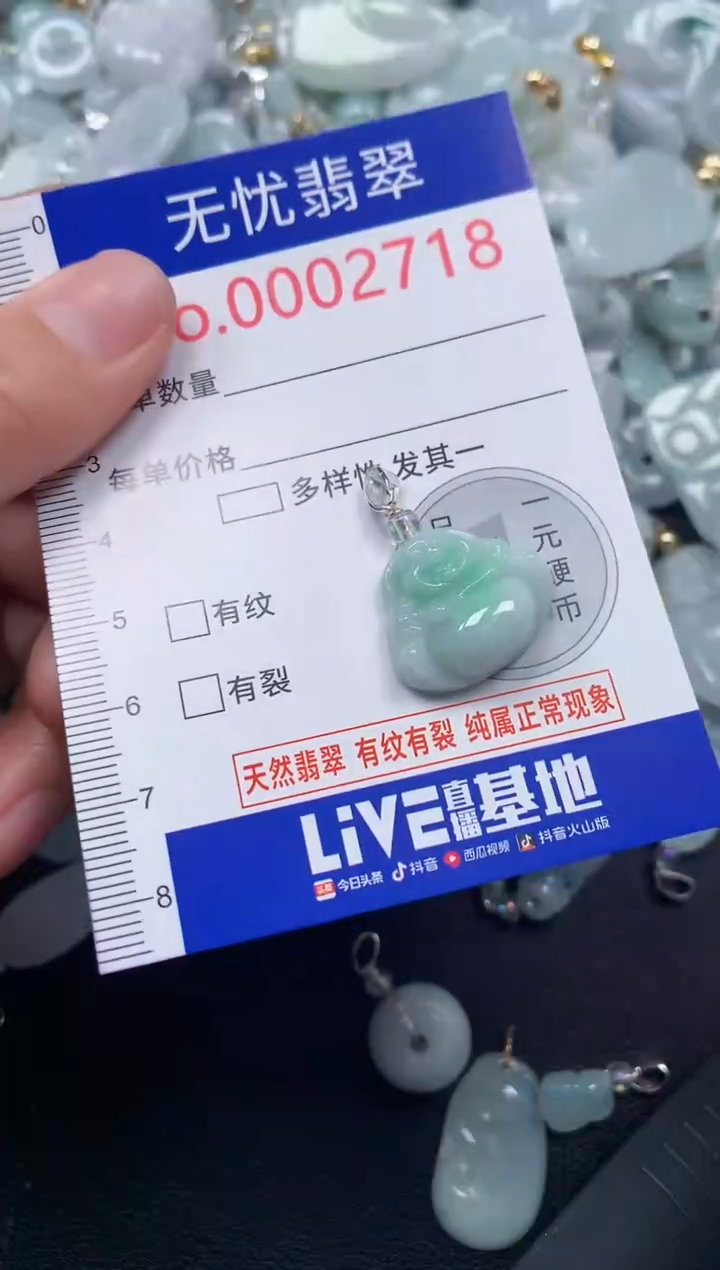 无忧翡翠
o.0002718
单数量
每单价格
多样性 发其一
一元硬币
有纹
有裂
天然翡翠 有纹有裂 纯属正常现象
LiVE直播基地
今日头条 抖音 西瓜视频 抖音火山版
0
3
4
5
6
7
8